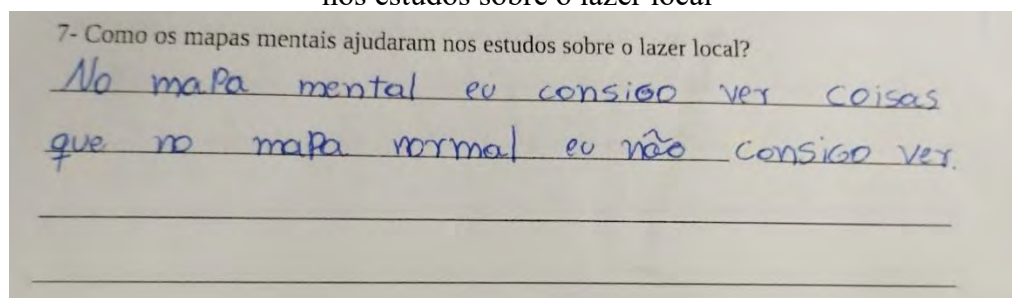 nos estudos sobre o lazer local
7- Como os mapas mentais ajudaram nos estudos sobre o lazer local?
No mapa mental eu consigo ver coisas
que no mapa normal eu não consigo ver.